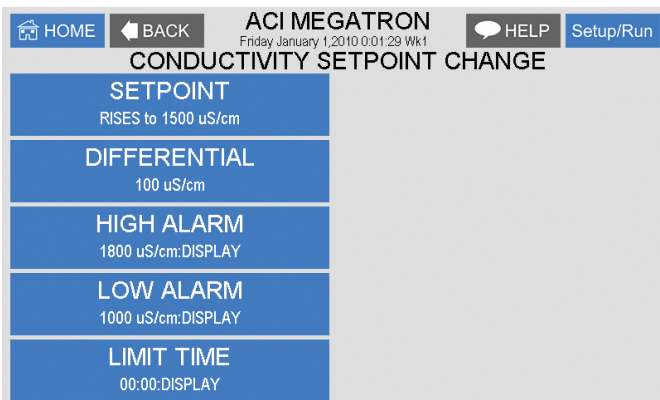 HOME BACK ACI MEGATRON HELP Setup/Run
Friday January 1,2010 0:01:29 Wk1
CONDUCTIVITY SETPOINT CHANGE
SETPOINT
RISES to 1500 uS/cm
DIFFERENTIAL
100 uS/cm
HIGH ALARM
1800 uS/cm:DISPLAY
LOW ALARM
1000 uS/cm:DISPLAY
LIMIT TIME
00:00:DISPLAY